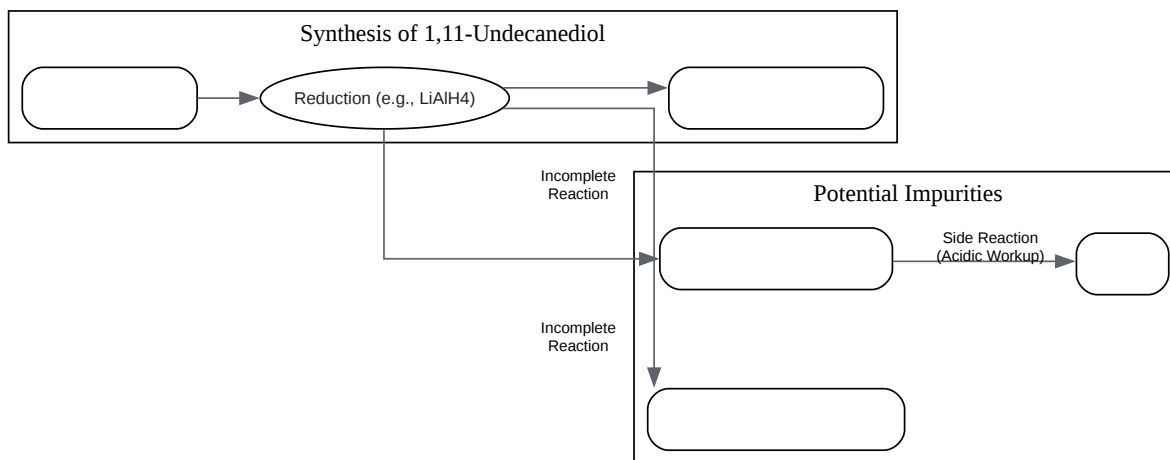 Synthesis of 1,11-Undecanediol
Reduction (e.g., LiAlH4)
Incomplete
Reaction
Potential Impurities
Side Reaction
(Acidic Workup)
Incomplete
Reaction